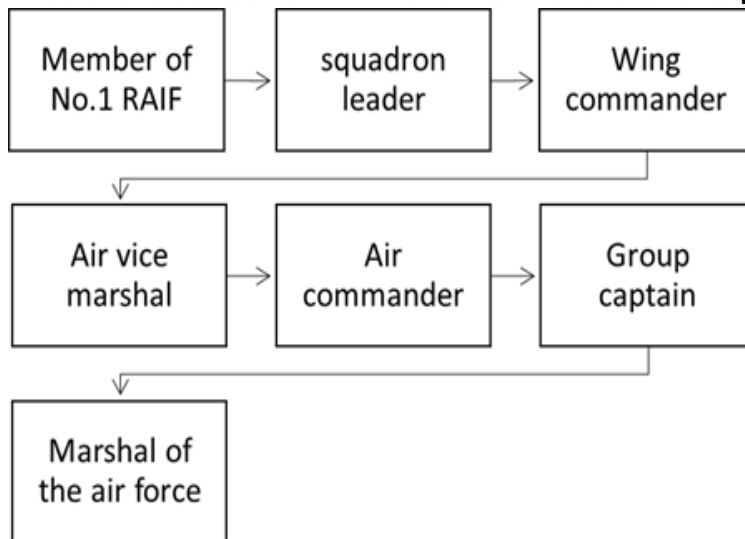 Member of
No.1 RAIF
squadron
leader
Wing
commander
Air vice
marshal
Air
commander
Group
captain
Marshal of
the air force